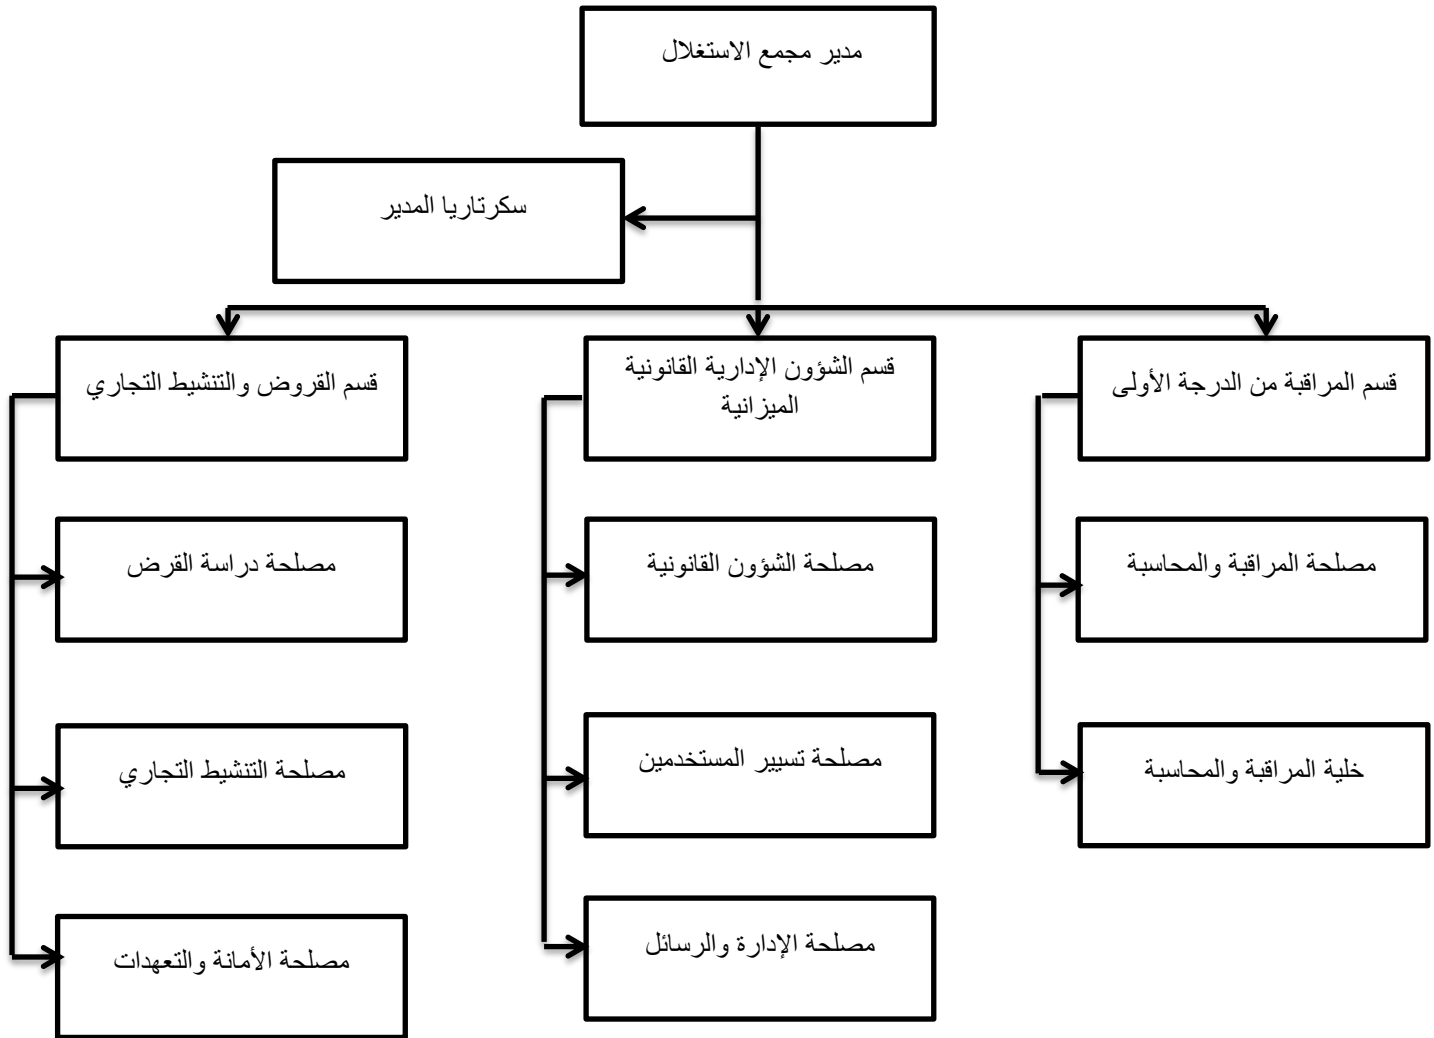 مدير مجمع الاستغلال
سكرتاريا المدير
قسم المراقبة من الدرجة الأولى
قسم الشؤون الإدارية القانونية
الميزانية
قسم القروض والتنشيط التجاري
مصلحة المراقبة والمحاسبة
مصلحة الشؤون القانونية
مصلحة دراسة القرض
خلية المراقبة والمحاسبة
مصلحة تسيير المستخدمين
مصلحة التنشيط التجاري
مصلحة الإدارة والرسائل
مصلحة الأمانة والتعهدات